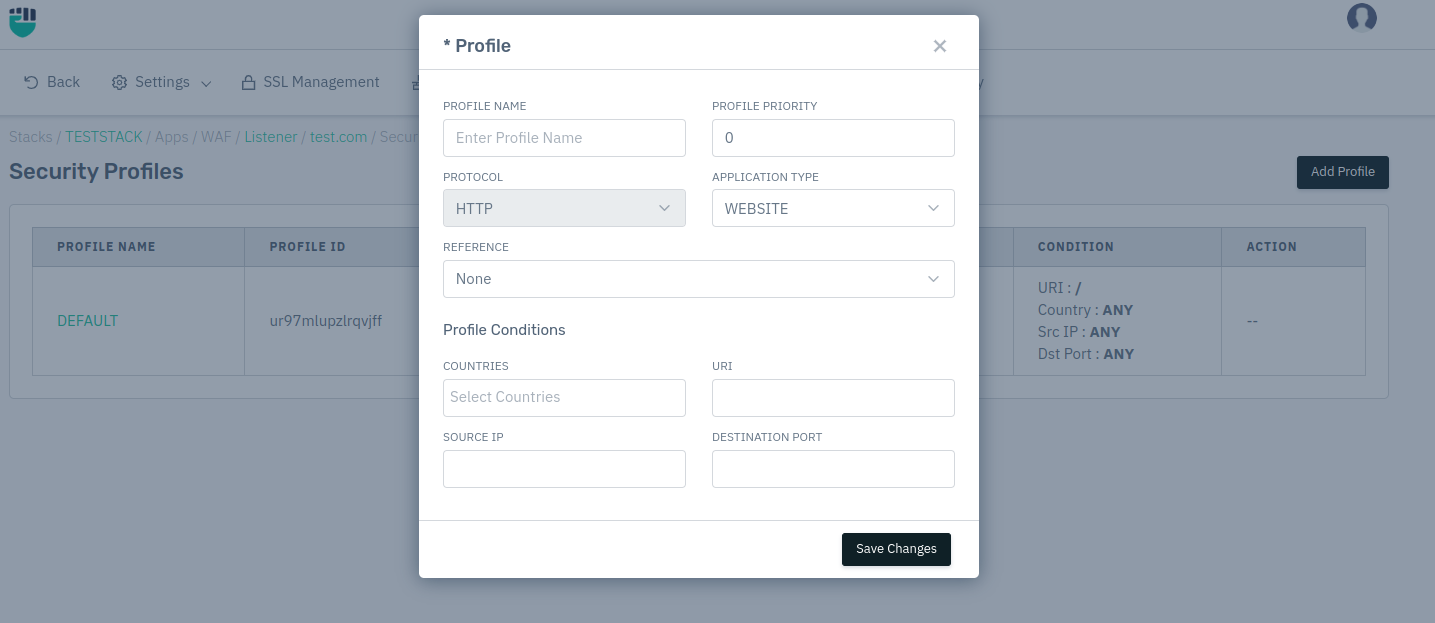 * Profile
Back Settings SSL Management
PROFILE NAME PROFILE PRIORITY
Enter Profile Name 0
Stacks / TESTSTACK / Apps / WAF / Listener / test.com / Secur
Security Profiles
Add Profile
PROTOCOL APPLICATION TYPE
HTTP WEBSITE
PROFILE NAME PROFILE ID CONDITION ACTION
REFERENCE
None
DEFAULT ur97mlupzlrqvjff
URI : /
Country : ANY
Src IP : ANY
Dst Port : ANY
--
Profile Conditions
COUNTRIES URI
Select Countries
SOURCE IP DESTINATION PORT
Save Changes